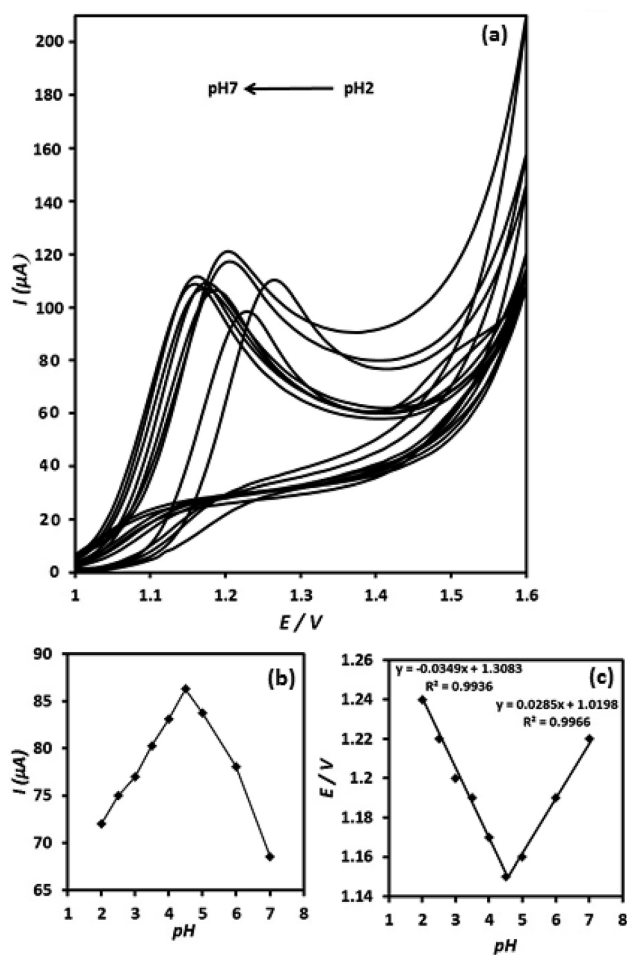 (a)
pH7 pH2
I (µA)
200
180
160
140
120
100
80
60
40
20
0
1 1.1 1.2 1.3 1.4 1.5 1.6
E / V
(b)
I (µA)
90
85
80
75
70
65
1 2 3 4 5 6 7 8
pH
(c)
E / V
1.26
1.24
1.22
1.2
1.18
1.16
1.14
y = -0.0349x + 1.3083
R² = 0.9936
y = 0.0285x + 1.0198
R² = 0.9966
1 2 3 4 5 6 7 8
pH